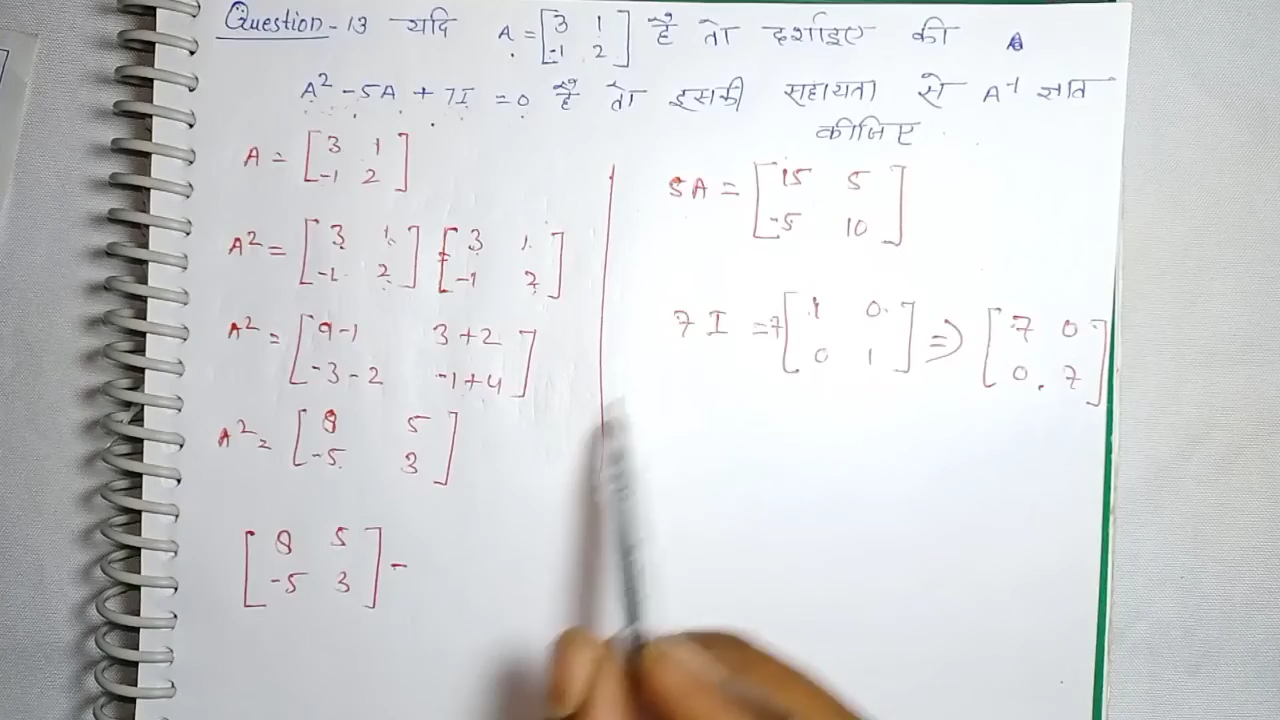 Question-13 यदि A = [3 1 -1 2] है तो दर्शाइए की A
A² - 5A + 7I = 0 है तो इसकी सहायता से A⁻¹ ज्ञात
कीजिए
A = [3 1 -1 2]
A² = [3 1 -1 2] [3 1 -1 2]
A² = [9-1 3+2 -3-2 -1+4]
A² = [8 5 -5 3]
[8 5 -5 3] -
5A = [15 5 -5 10]
7 I = 7 [1 0 0 1] ⇒ [7 0 0 7]